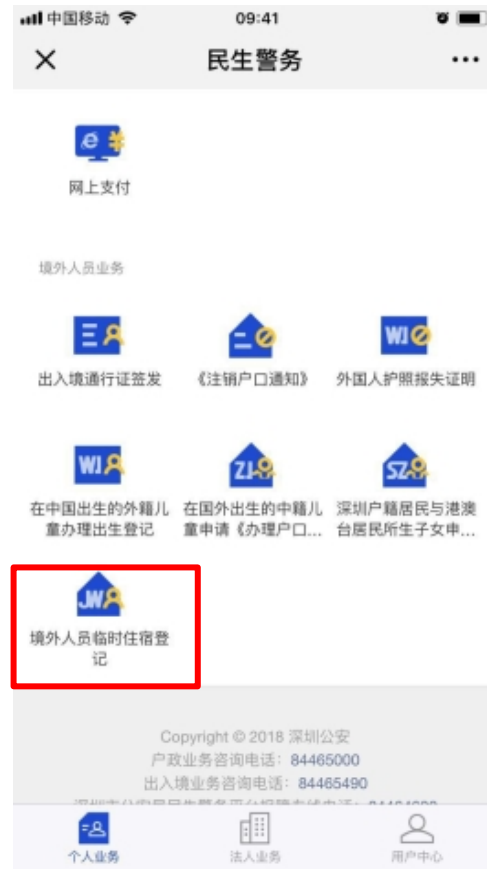 中国移动 09:41
民生警务
网上支付
境外人员业务
出入境通行证签发 《注销户口通知》 外国人护照报失证明
在中国出生的外籍儿 在国外出生的中籍儿 深圳户籍居民与港澳
童办理出生登记 童申请《办理户口... 台居民所生子女申...
境外人员临时住宿登
记
Copyright © 2018 深圳公安
户政业务咨询电话：84465000
出入境业务咨询电话：84465490
个人业务 法人业务 用户中心